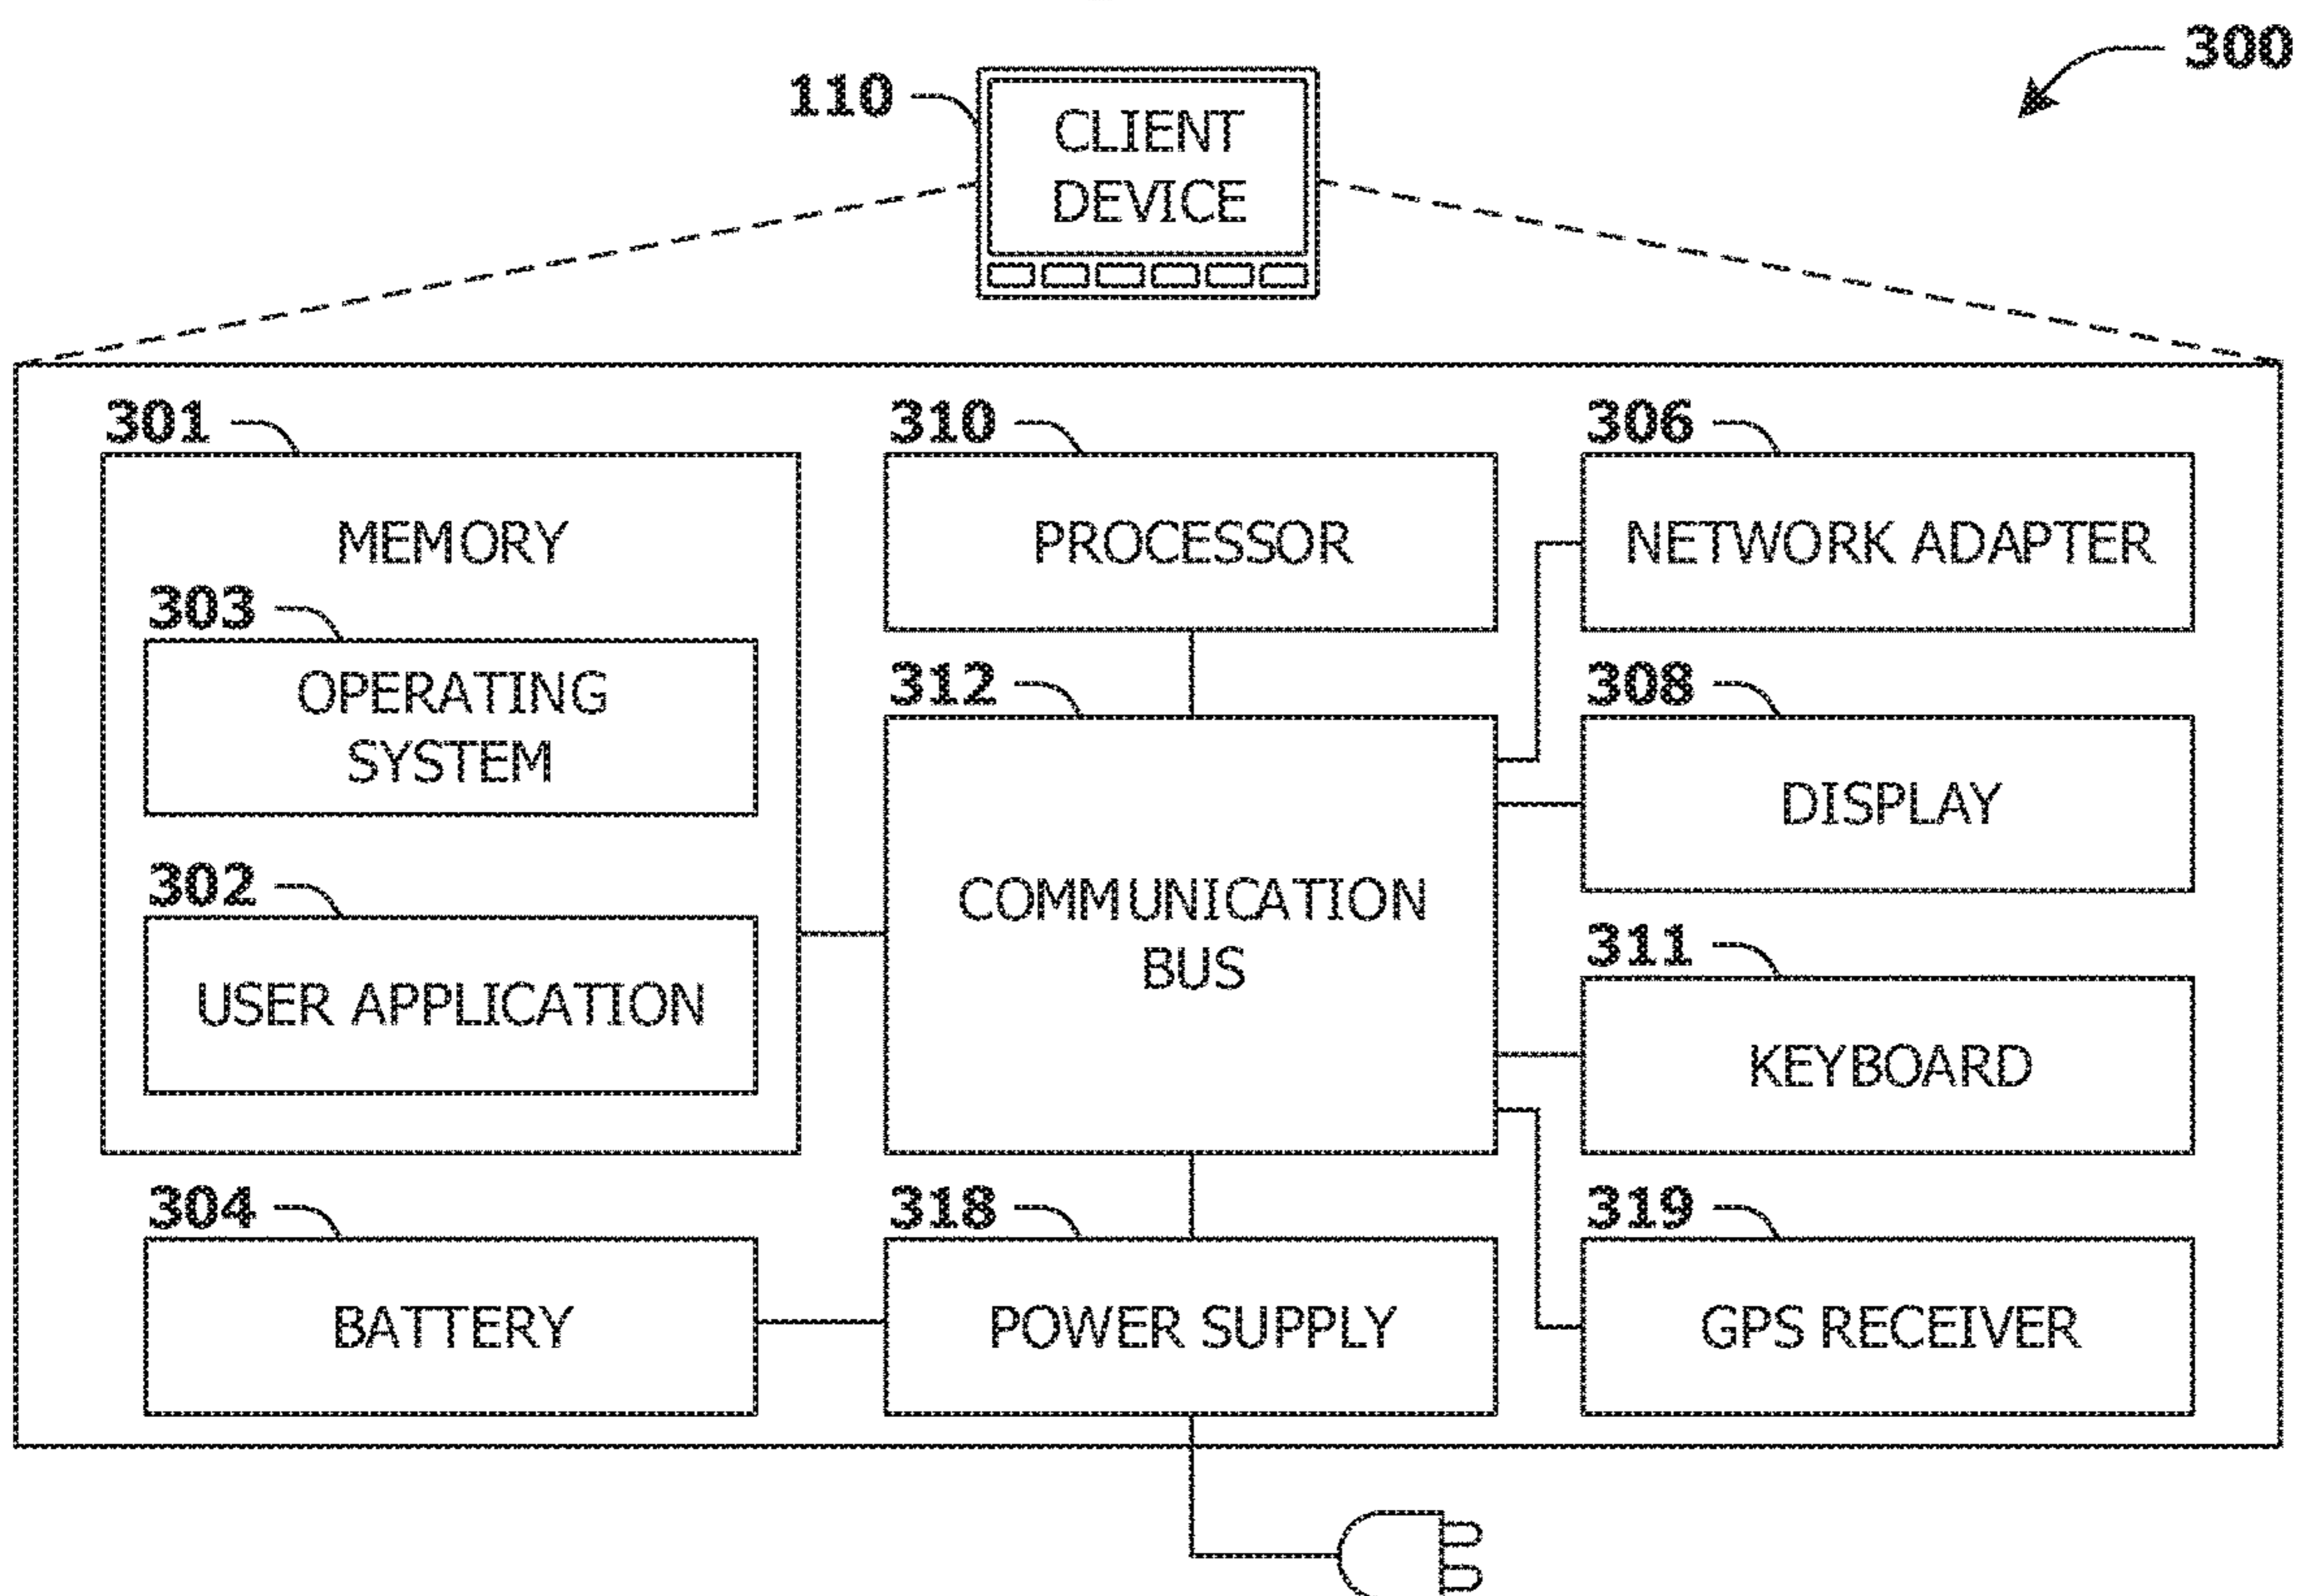 300
110
CLIENT
DEVICE
301
MEMORY
303
OPERATING
SYSTEM
302
USER APPLICATION
304
BATTERY
310
PROCESSOR
312
COMMUNICATION
BUS
318
POWER SUPPLY
306
NETWORK ADAPTER
308
DISPLAY
311
KEYBOARD
319
GPS RECEIVER